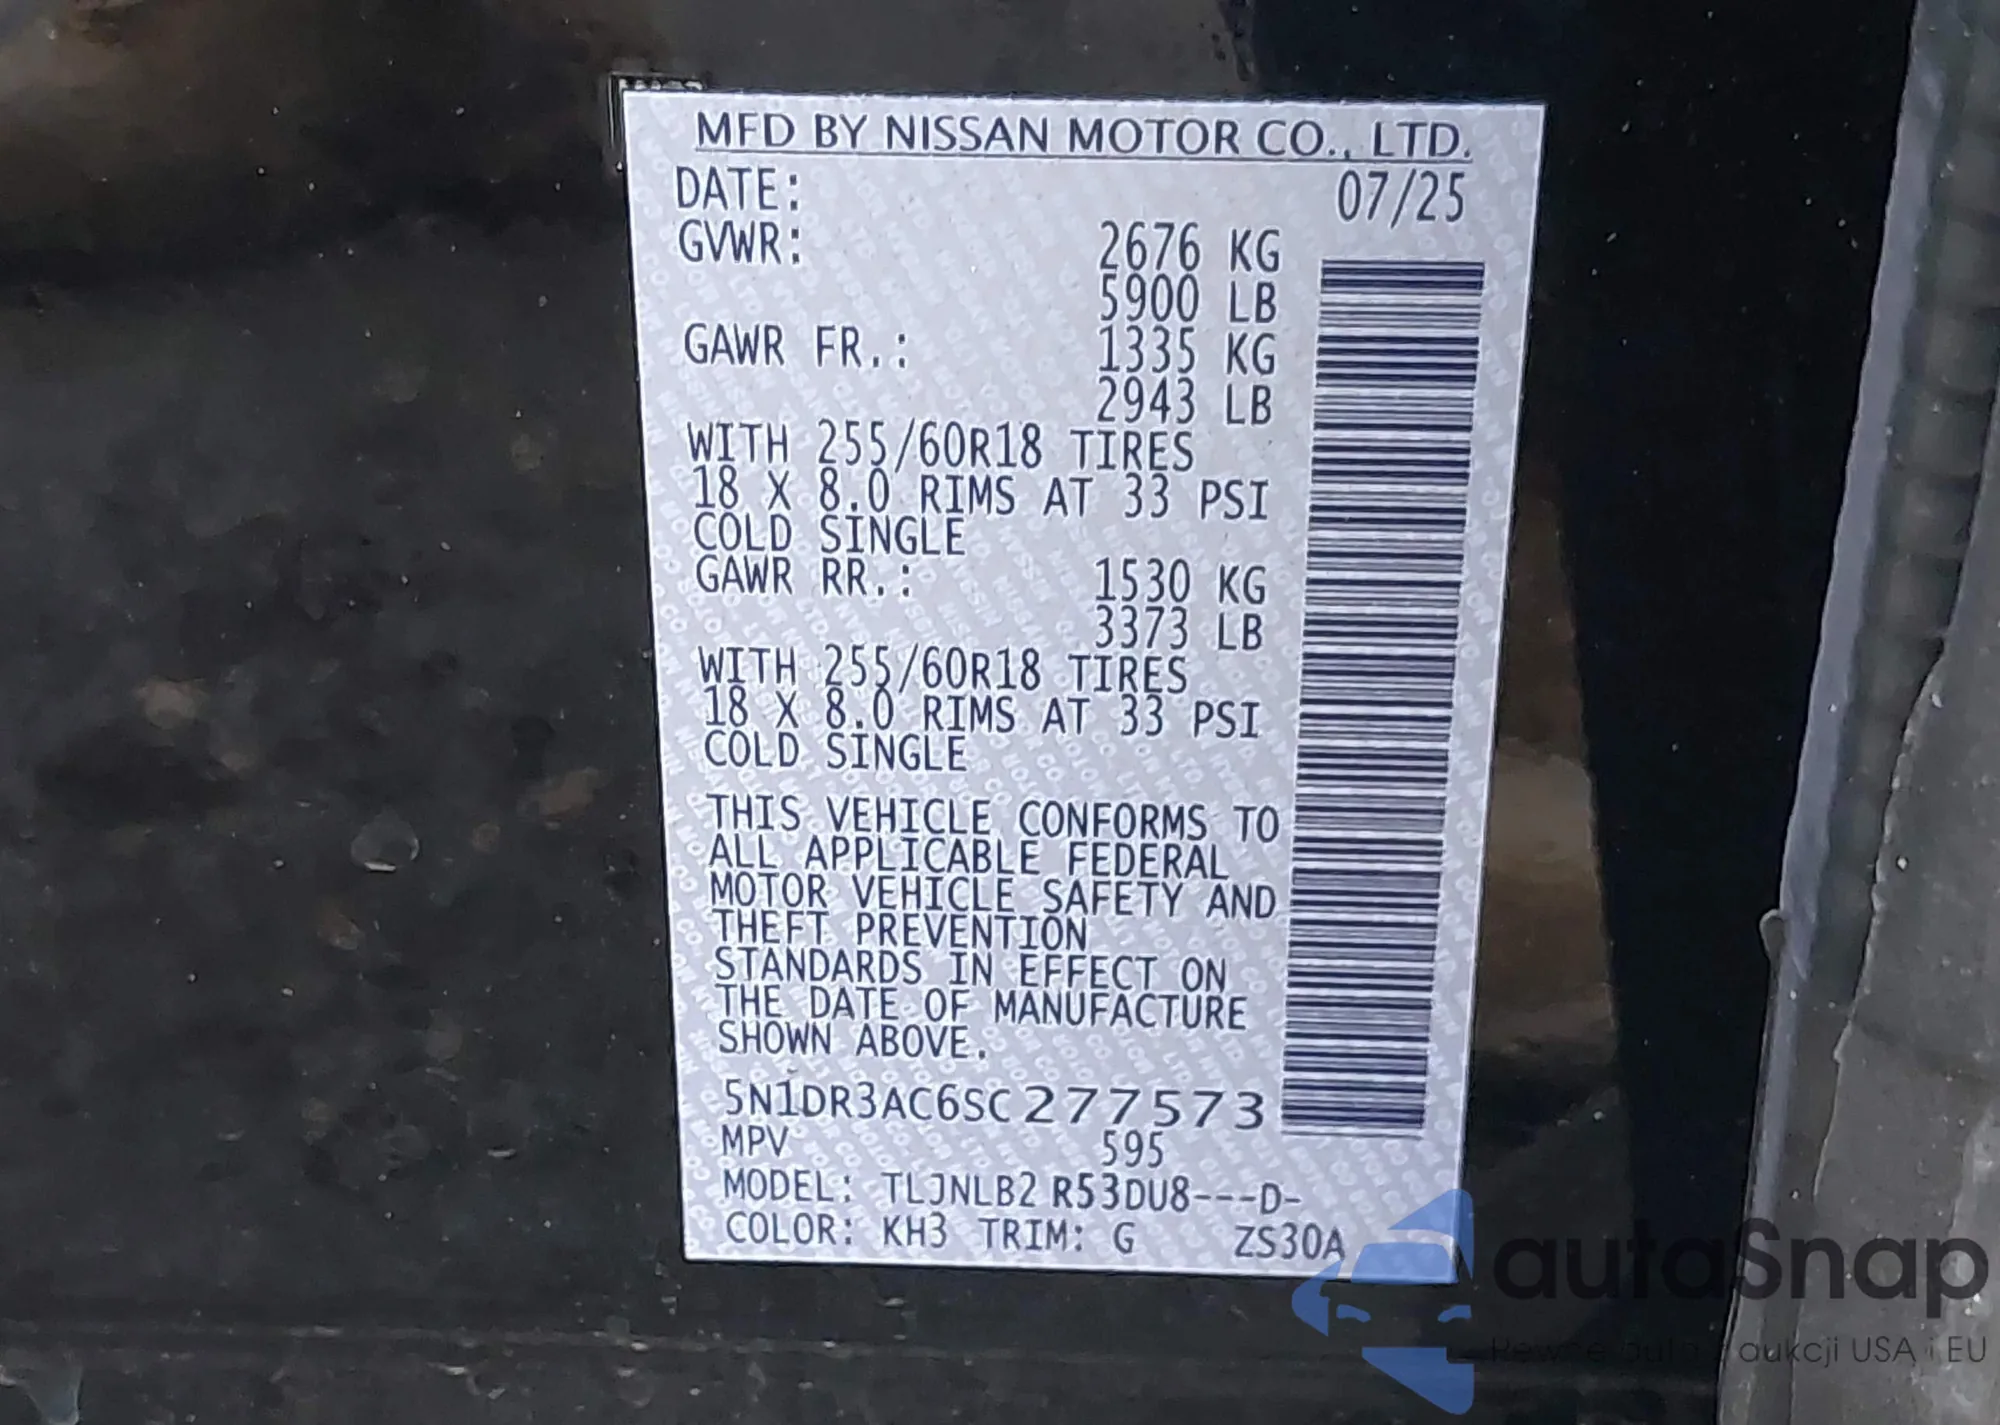 MFD BY NISSAN MOTOR CO., LTD.
DATE: 07/25
GVWR: 2676 KG
5900 LB
GAWR FR.: 1335 KG
2943 LB
WITH 255/60R18 TIRES
18 X 8.0 RIMS AT 33 PSI
COLD SINGLE
GAWR RR.: 1530 KG
3373 LB
WITH 255/60R18 TIRES
18 X 8.0 RIMS AT 33 PSI
COLD SINGLE
THIS VEHICLE CONFORMS TO
ALL APPLICABLE FEDERAL
MOTOR VEHICLE SAFETY AND
THEFT PREVENTION
STANDARDS IN EFFECT ON
THE DATE OF MANUFACTURE
SHOWN ABOVE.
5N1DR3AC6SC277573
MPV 595
MODEL: TLJNLB2 R53DU8---D-
COLOR: KH3 TRIM: G ZS30A
autaSnap
aukcji USA i EU